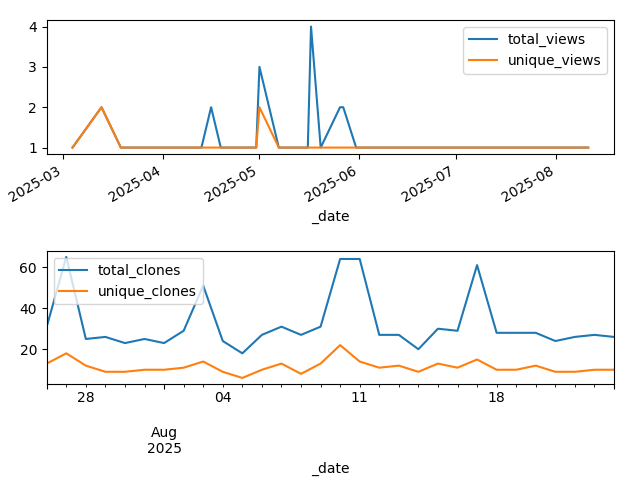 4
3
2
1
total_views
unique_views
2025-03
2025-04
2025-05
2025-06
2025-07
2025-08
_date
60
40
20
total_clones
unique_clones
28
04
11
18
Aug
2025
_date